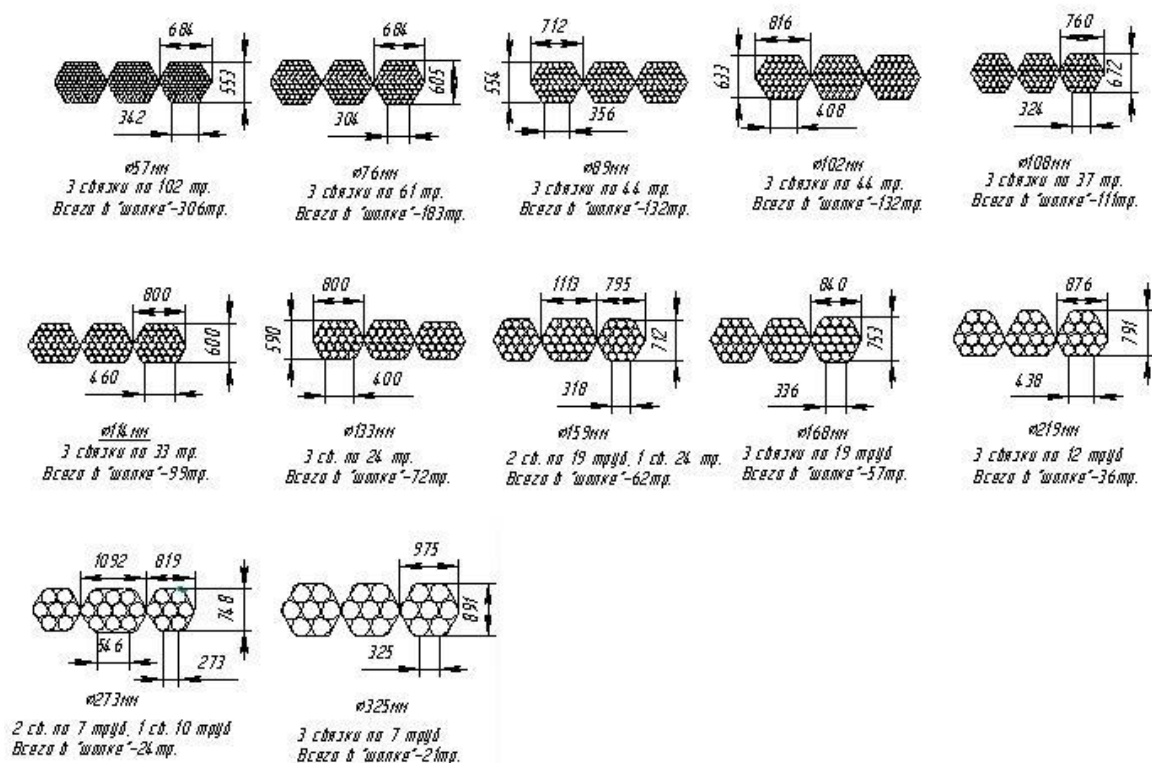 684
553
342
ø57мм
3 связки по 102 тр.
Всего в "шапке"-306тр.
684
605
304
ø76мм
3 связки по 61 тр.
Всего в "шапке"-183тр.
712
554
356
ø89мм
3 связки по 44 тр.
Всего в "шапке"-132тр.
816
633
408
ø102мм
3 связки по 44 тр.
Всего в "шапке"-132тр.
760
672
324
ø108мм
3 связки по 37 тр.
Всего в "шапке"-111тр.
800
600
460
ø114мм
3 связки по 33 тр.
Всего в "шапке"-99тр.
800
590
400
ø133мм
3 св. по 24 тр.
Всего в "шапке"-72тр.
1113
795
712
318
ø159мм
2 св. по 19 труб, 1 св. 24 тр.
Всего в "шапке"-62тр.
840
753
336
ø168мм
3 связки по 19 труб
Всего в "шапке"-57тр.
876
791
438
ø219мм
3 связки по 12 труб
Всего в "шапке"-36тр.
1092
819
748
546
273
ø273мм
2 св. по 7 труб, 1 св. 10 труб
Всего в "шапке"-24тр.
975
891
325
ø325мм
3 связки по 7 труб
Всего в "шапке"-21тр.